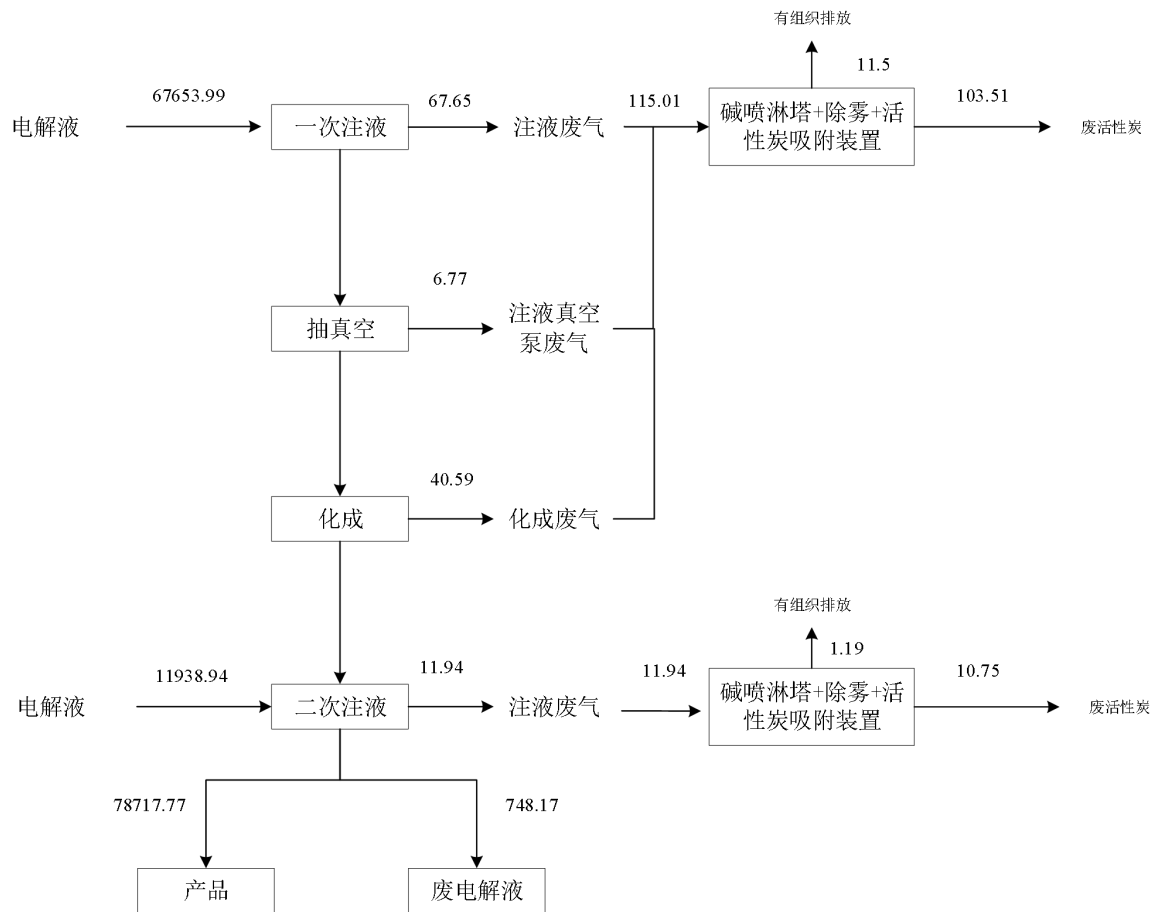 有组织排放
11.5
67653.99
67.65
115.01
103.51
电解液
一次注液
注液废气
碱喷淋塔+除雾+活
性炭吸附装置
废活性炭
6.77
抽真空
注液真空
泵废气
40.59
化成
化成废气
有组织排放
1.19
11938.94
11.94
11.94
10.75
电解液
二次注液
注液废气
碱喷淋塔+除雾+活
性炭吸附装置
废活性炭
78717.77
748.17
产品
废电解液